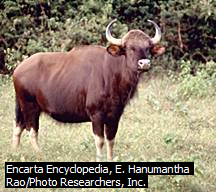 Encarta Encyclopedia, E. Hanumantha
Rao/Photo Researchers, Inc.